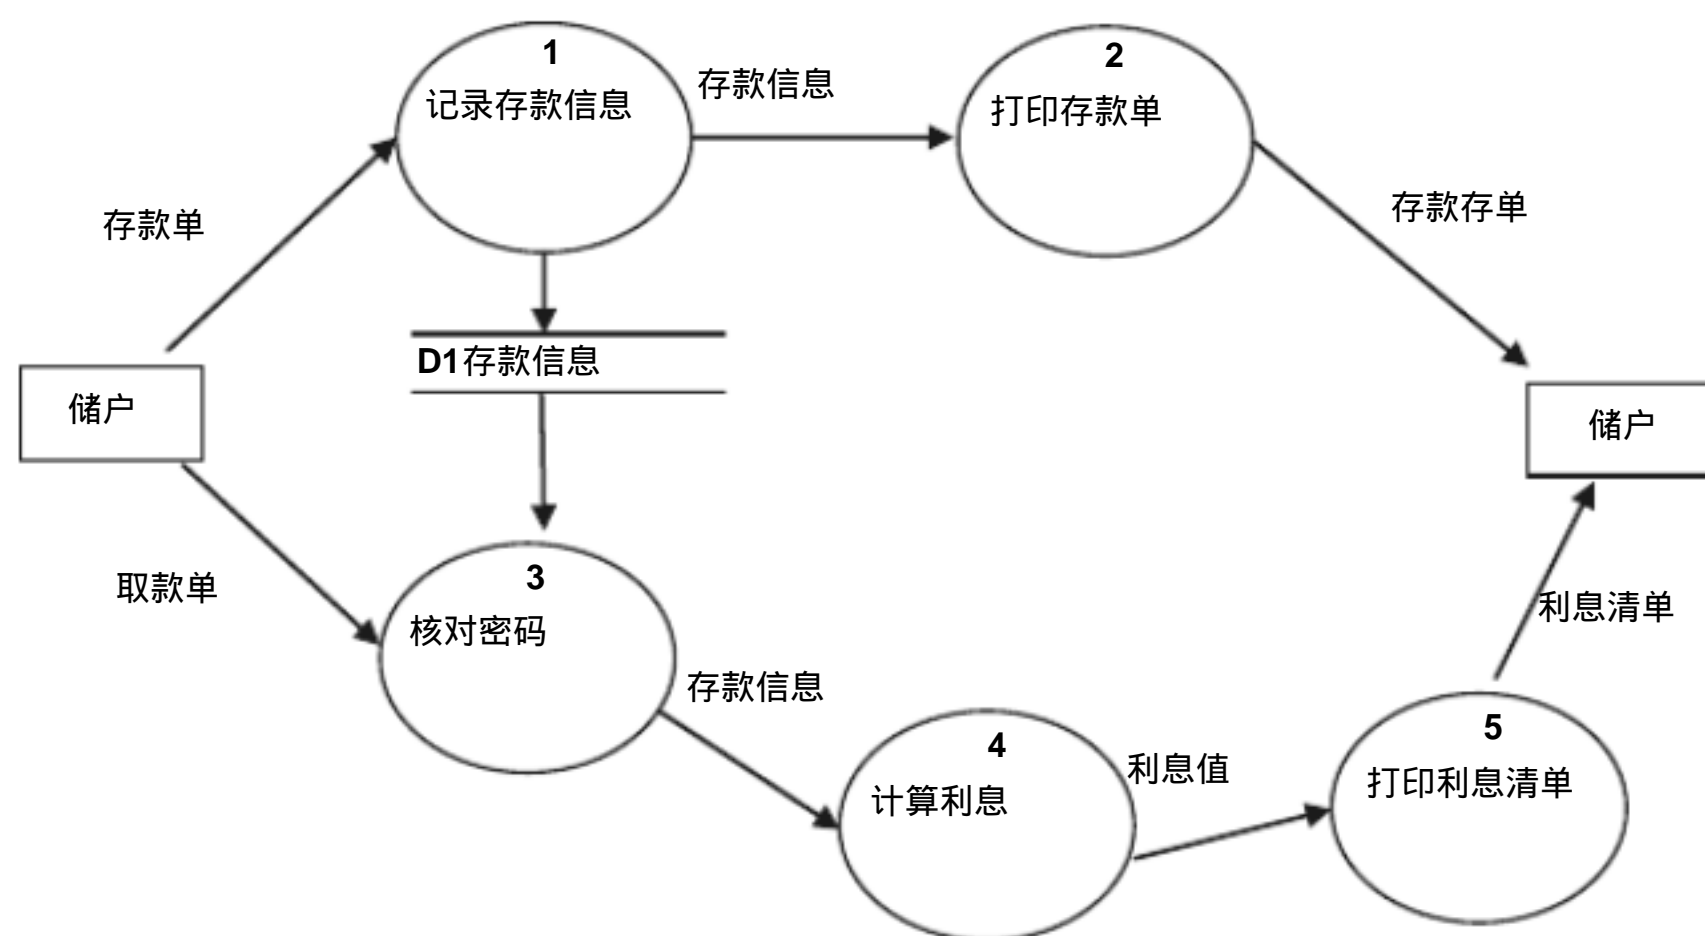 1
记录存款信息
存款信息
2
打印存款单
存款单
存款存单
D1存款信息
储户
储户
取款单
3
核对密码
存款信息
4
计算利息
利息值
5
打印利息清单
利息清单